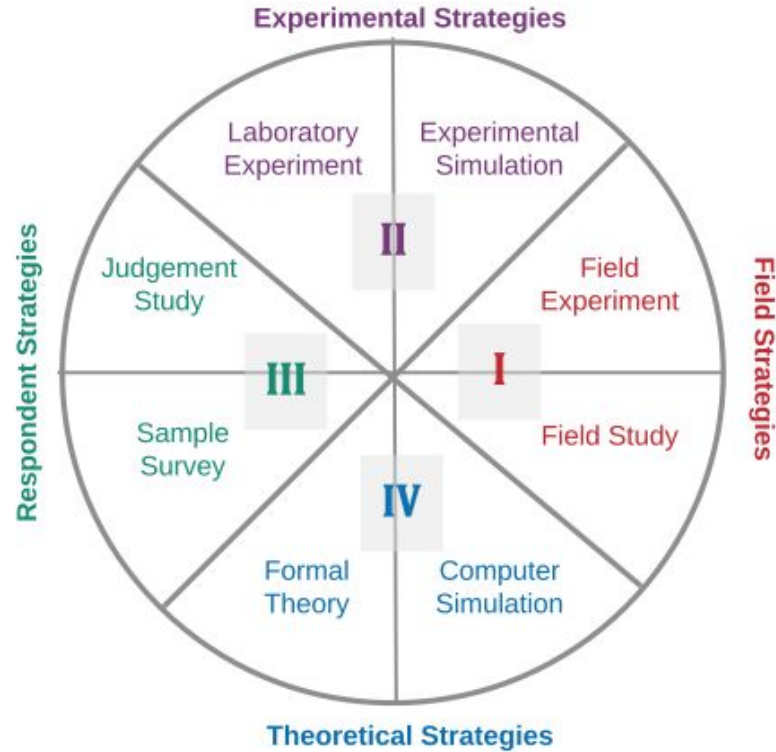 Experimental Strategies
Laboratory
Experiment
Experimental
Simulation
II
Judgement
Study
Field
Experiment
Respondent Strategies
III
I
Field Strategies
Sample
Survey
Field Study
IV
Formal
Theory
Computer
Simulation
Theoretical Strategies